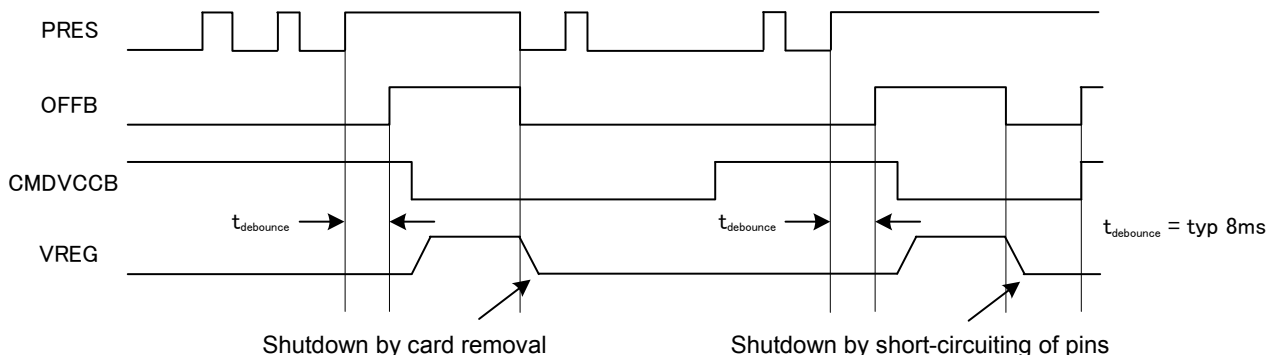 PRES
OFFB
CMDVCCB
tdebounce
tdebounce
tdebounce = typ 8ms
VREG
Shutdown by card removal
Shutdown by short-circuiting of pins